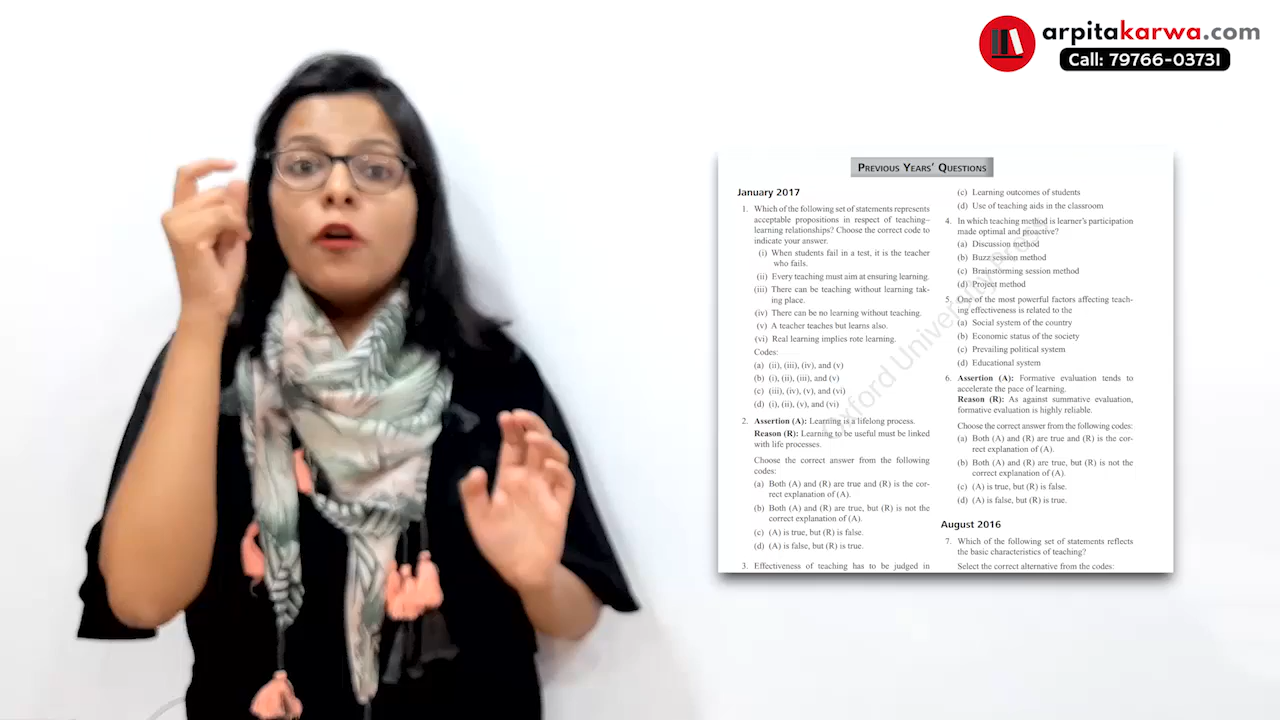 arpitakarwa.com
Call: 79766-03731
PREVIOUS YEARS' QUESTIONS
January 2017
1. Which of the following set of statements represents
acceptable propositions in respect of teaching–
learning relationships? Choose the correct code to
indicate your answer.
(i) When students fail in a test, it is the teacher
who fails.
(ii) Every teaching must aim at ensuring learning.
(iii) There can be teaching without learning tak-
ing place.
(iv) There can be no learning without teaching.
(v) A teacher teaches but learns also.
(vi) Real learning implies rote learning.
Codes:
(a) (ii), (iii), (iv), and (v)
(b) (i), (ii), (iii), and (v)
(c) (iii), (iv), (v), and (vi)
(d) (i), (ii), (v), and (vi)
2. Assertion (A): Learning is a lifelong process.
Reason (R): Learning to be useful must be linked
with life processes.
Choose the correct answer from the following
codes:
(a) Both (A) and (R) are true and (R) is the cor-
rect explanation of (A).
(b) Both (A) and (R) are true, but (R) is not the
correct explanation of (A).
(c) (A) is true, but (R) is false.
(d) (A) is false, but (R) is true.
3. Effectiveness of teaching has to be judged in
(c) Learning outcomes of students
(d) Use of teaching aids in the classroom
4. In which teaching method is learner's participation
made optimal and proactive?
(a) Discussion method
(b) Buzz session method
(c) Brainstorming session method
(d) Project method
5. One of the most powerful factors affecting teach-
ing effectiveness is related to the
(a) Social system of the country
(b) Economic status of the society
(c) Prevailing political system
(d) Educational system
6. Assertion (A): Formative evaluation tends to
accelerate the pace of learning.
Reason (R): As against summative evaluation,
formative evaluation is highly reliable.
Choose the correct answer from the following codes:
(a) Both (A) and (R) are true and (R) is the cor-
rect explanation of (A).
(b) Both (A) and (R) are true, but (R) is not the
correct explanation of (A).
(c) (A) is true, but (R) is false.
(d) (A) is false, but (R) is true.
August 2016
7. Which of the following set of statements reflects
the basic characteristics of teaching?
Select the correct alternative from the codes:
Oxford University Press